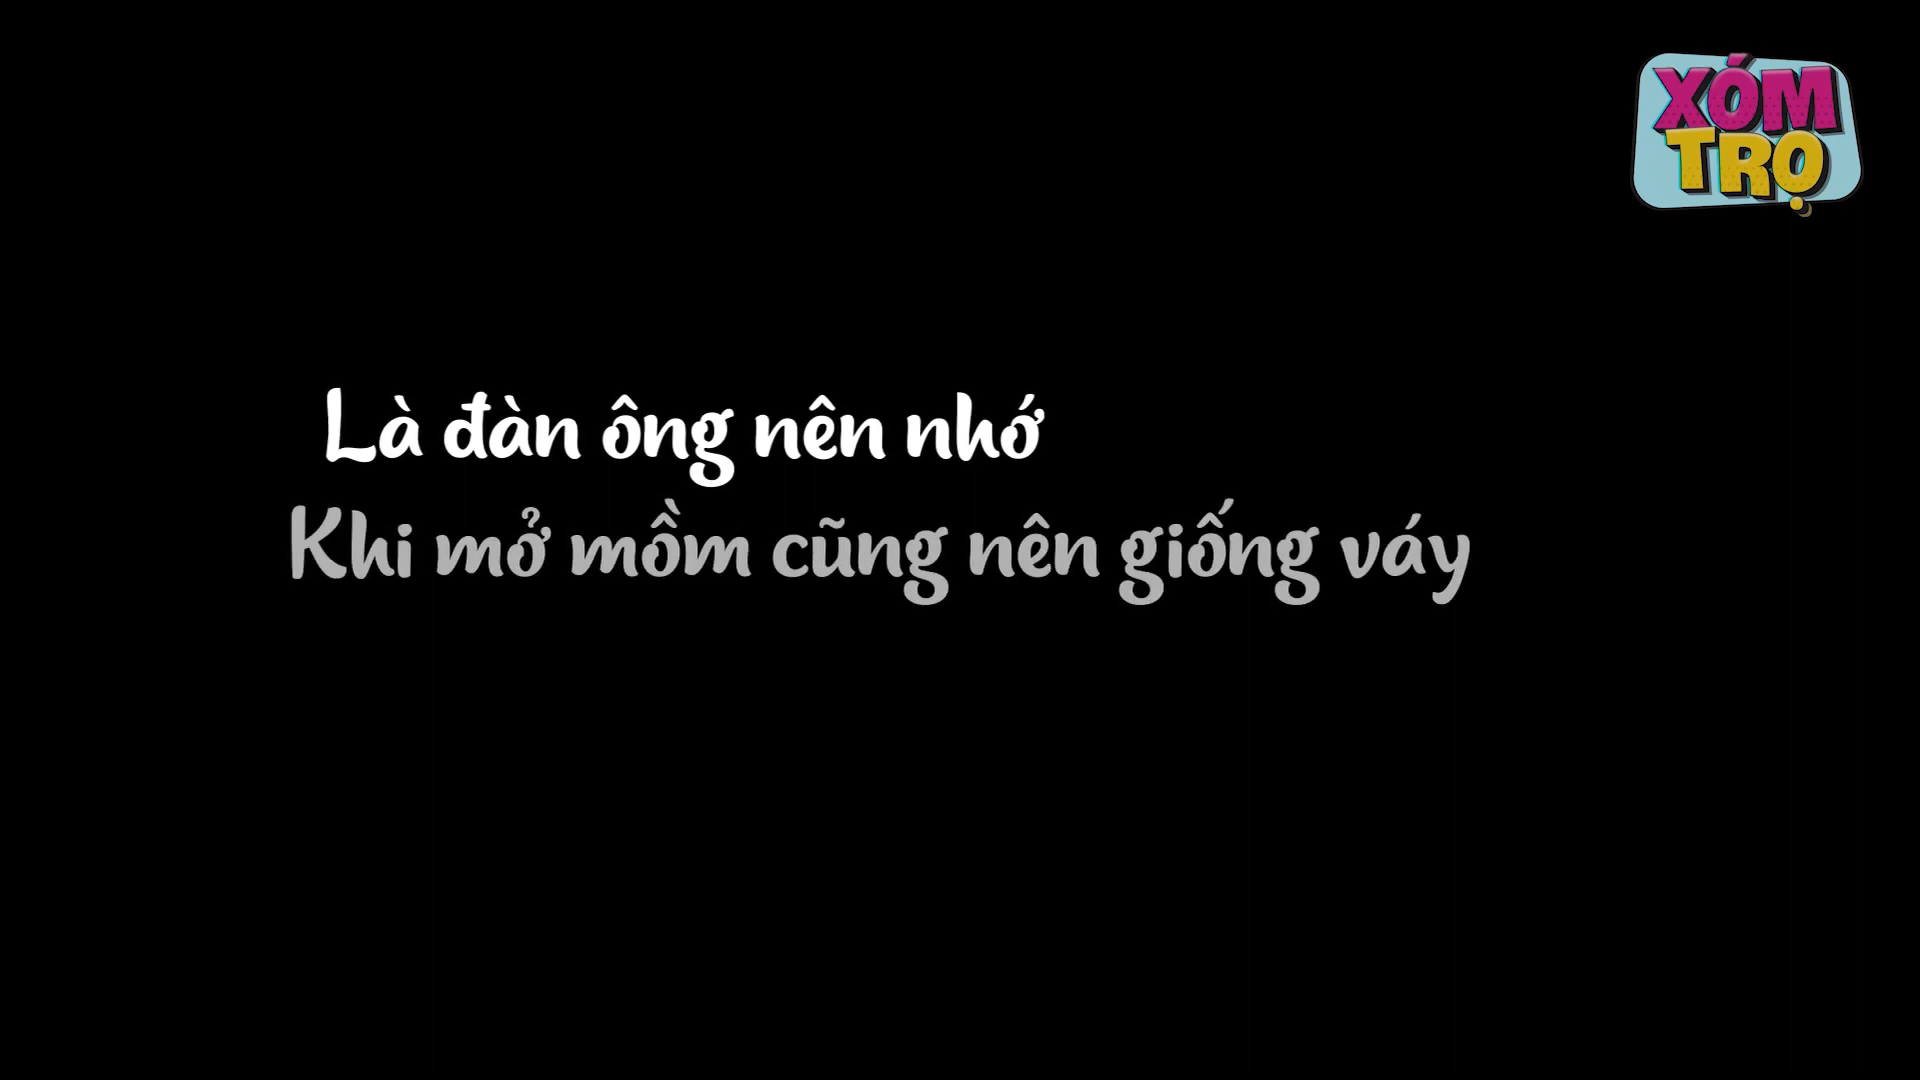 XÓM
TRỌ
Là đàn ông nên nhớ
Khi mở mồm cũng nên giống váy